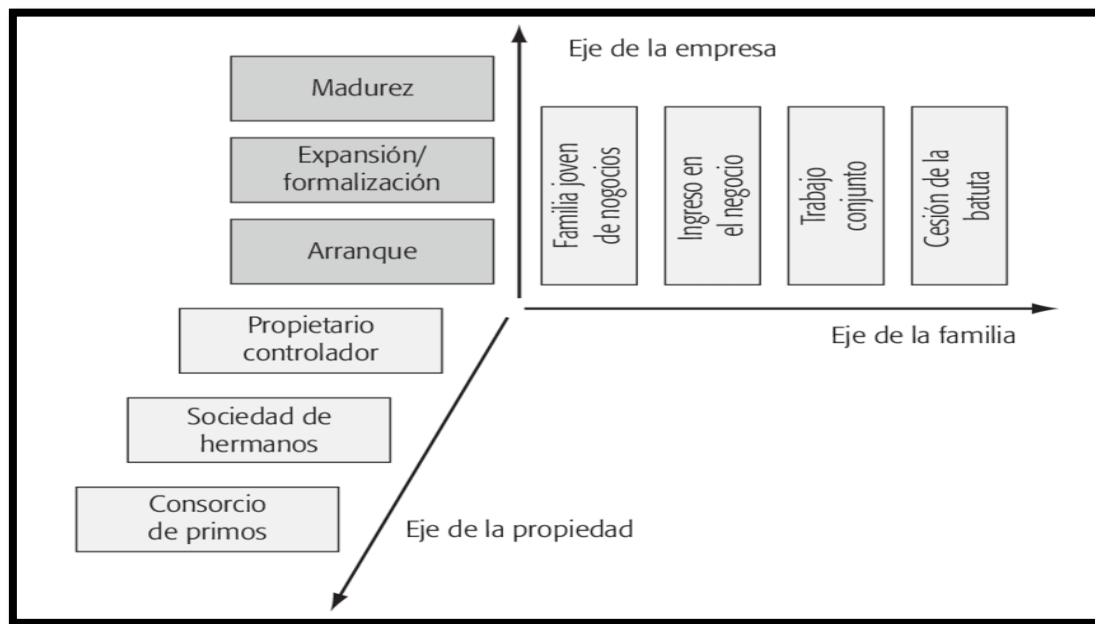 Eje de la empresa
Madurez
Expansión/
formalización
Arranque
Familia joven
de nogocios
Ingreso en
el negocio
Trabajo
conjunto
Cesión de la
batuta
Propietario
controlador
Eje de la familia
Sociedad de
hermanos
Consorcio
de primos
Eje de la propiedad